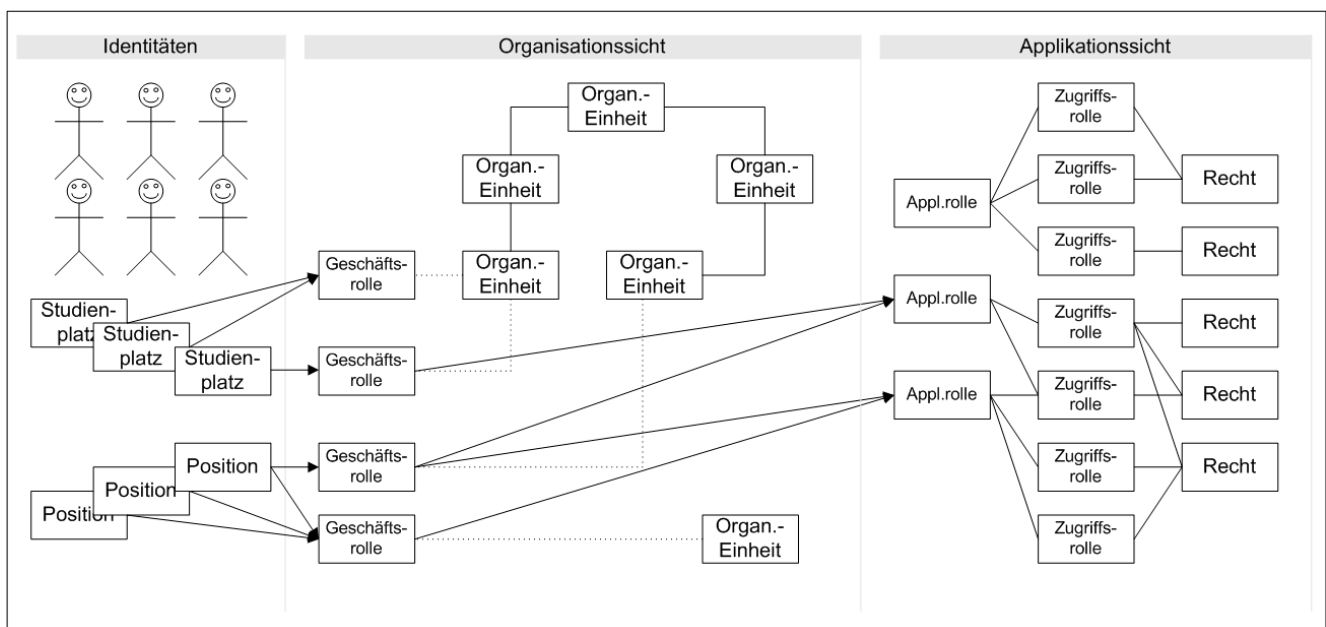 Identitäten
Organisationssicht
Applikationssicht
Studien-
platz
Studien-
platz
Studien-
platz
Position
Position
Position
Organ.-
Einheit
Organ.-
Einheit
Organ.-
Einheit
Organ.-
Einheit
Organ.-
Einheit
Geschäfts-
rolle
Geschäfts-
rolle
Geschäfts-
rolle
Geschäfts-
rolle
Organ.-
Einheit
Appl.rolle
Appl.rolle
Appl.rolle
Zugriffs-
rolle
Zugriffs-
rolle
Zugriffs-
rolle
Zugriffs-
rolle
Zugriffs-
rolle
Zugriffs-
rolle
Zugriffs-
rolle
Recht
Recht
Recht
Recht
Recht